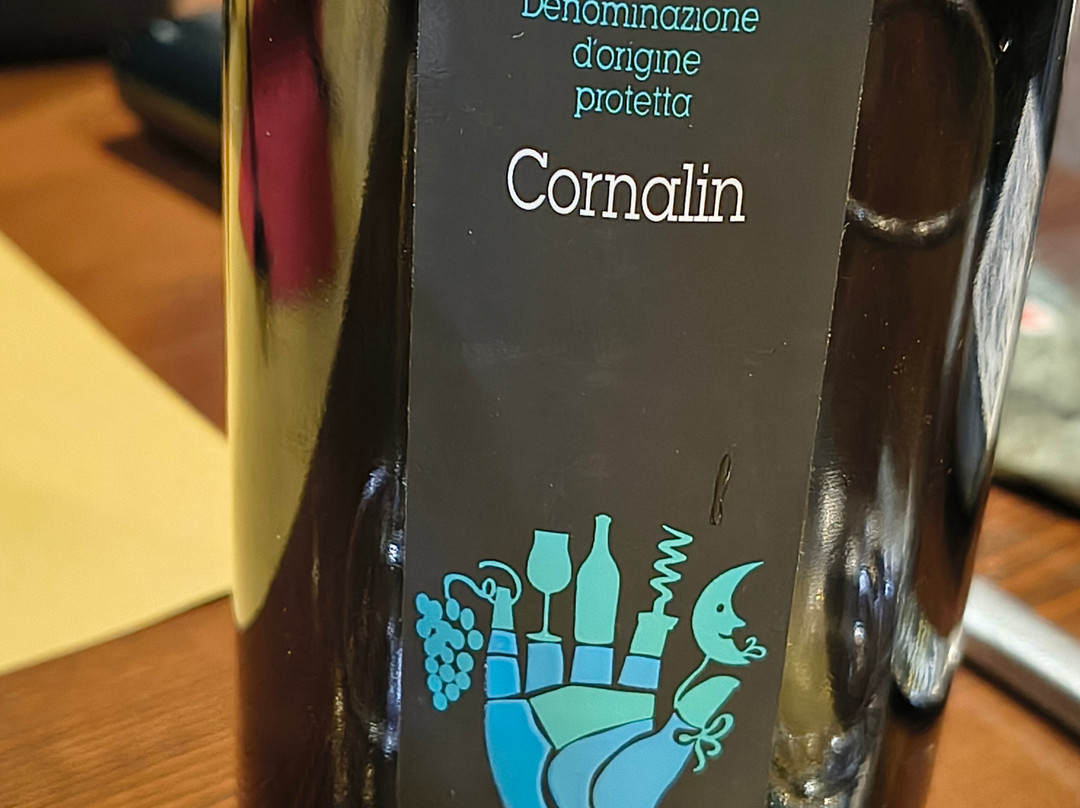 Denominazione
d'origine
protetta
Cornalin